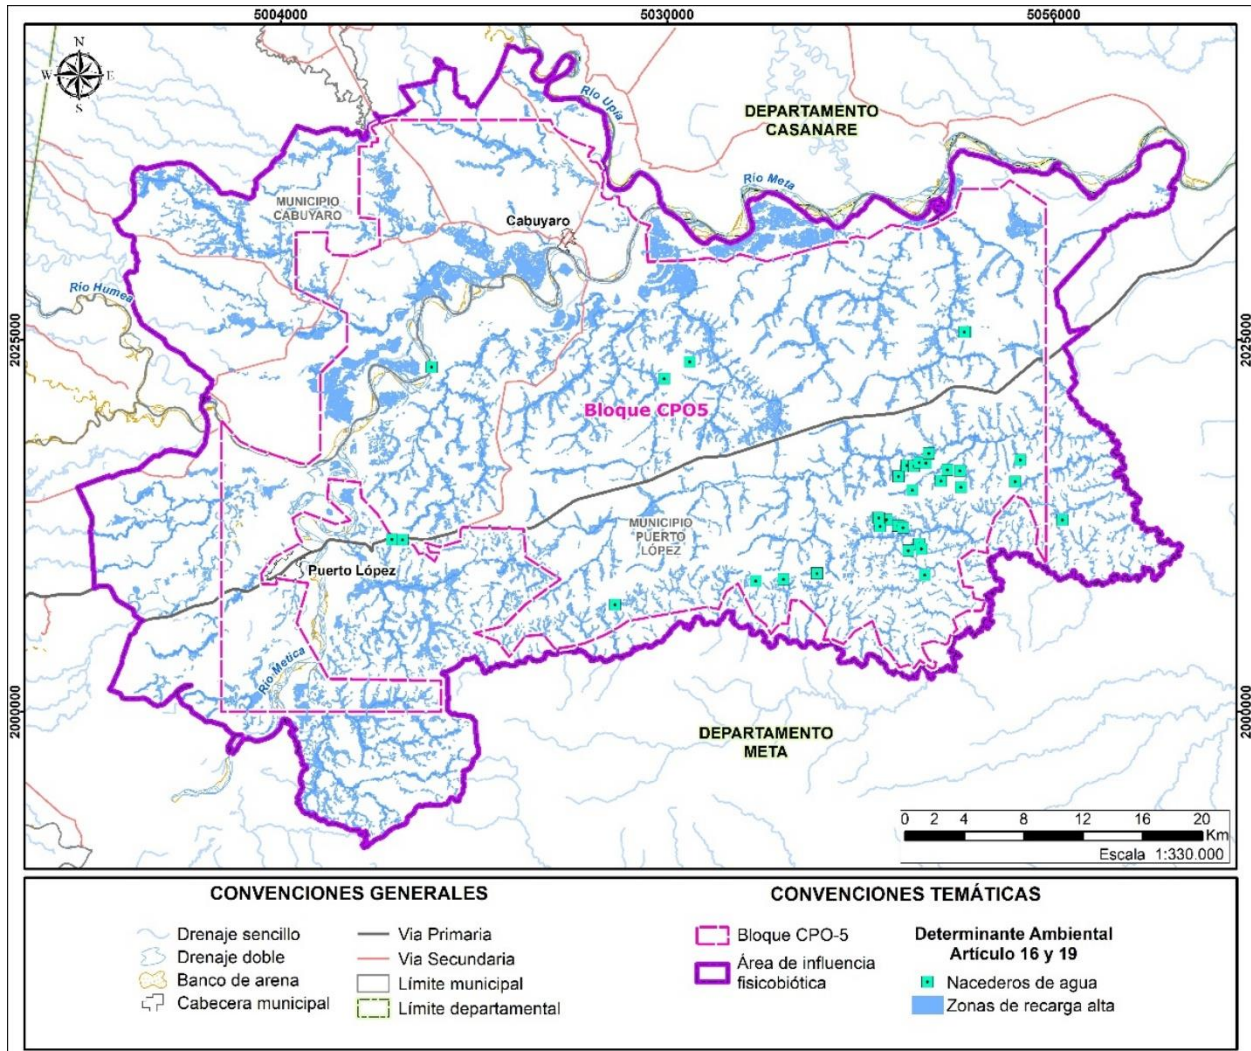 5004000
5030000
5056000
N
W
E
S
Río Upía
DEPARTAMENTO
CASANARE
Río Meta
MUNICIPIO
CABUYARO
Cabuyaro
Río Humea
2025000
2025000
Bloque CPO5
MUNICIPIO
PUERTO
LÓPEZ
Puerto López
Río Metica
2000000
2000000
DEPARTAMENTO
META
0 2 4 8 12 16 20
Km
Escala 1:330.000
CONVENCIONES GENERALES
Drenaje sencillo
Drenaje doble
Banco de arena
Cabecera municipal
Via Primaria
Via Secundaria
Límite municipal
Límite departamental
CONVENCIONES TEMÁTICAS
Bloque CPO-5
Área de influencia
fisicobiótica
Determinante Ambiental
Artículo 16 y 19
Nacederos de agua
Zonas de recarga alta